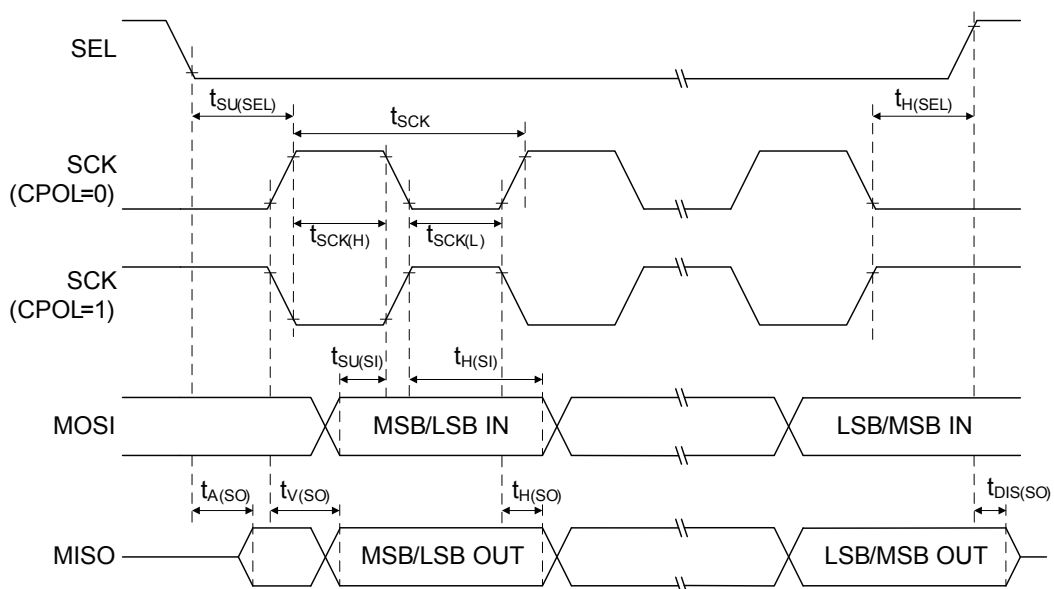 SEL
tSU(SEL)
tSCK
tH(SEL)
SCK
(CPOL=0)
tSCK(H)
tSCK(L)
SCK
(CPOL=1)
tSU(SI)
tH(SI)
MOSI
MSB/LSB IN
LSB/MSB IN
tA(SO)
tV(SO)
tH(SO)
tDIS(SO)
MISO
MSB/LSB OUT
LSB/MSB OUT